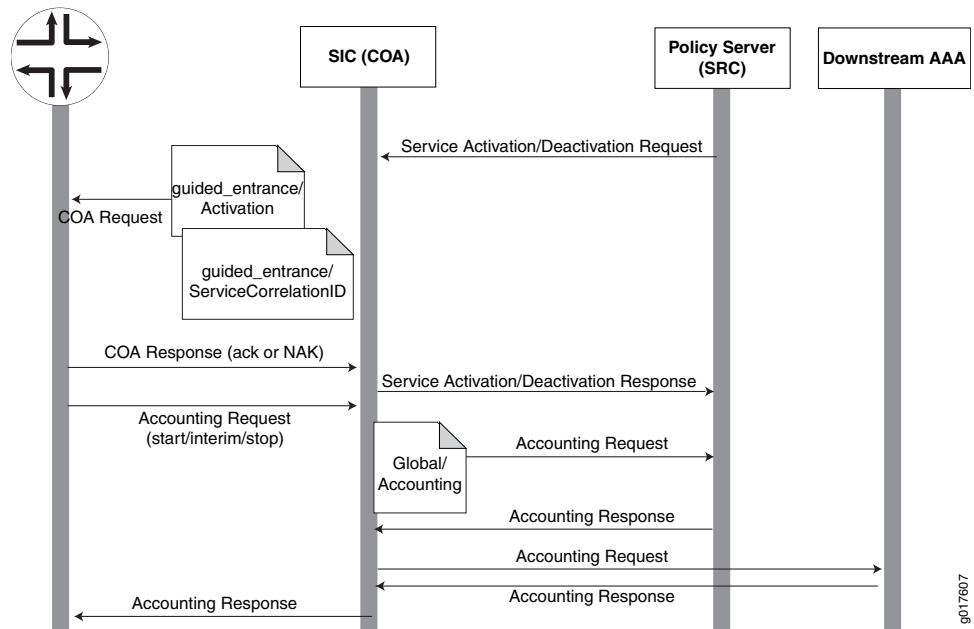 SIC (COA)
Policy Server
(SRC)
Downstream AAA
Service Activation/Deactivation Request
guided_entrance/
Activation
COA Request
guided_entrance/
ServiceCorrelationID
COA Response (ack or NAK)
Service Activation/Deactivation Response
Accounting Request
(start/interim/stop)
Global/
Accounting
Accounting Request
Accounting Response
Accounting Request
Accounting Response
Accounting Response
g017607